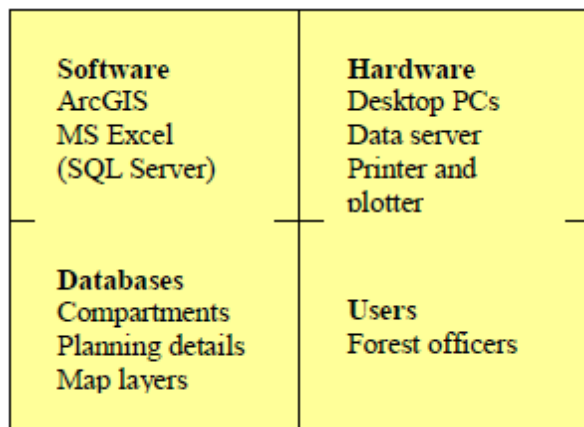 Software
ArcGIS
MS Excel
(SQL Server)
Hardware
Desktop PCs
Data server
Printer and
plotter
Databases
Compartments
Planning details
Map layers
Users
Forest officers